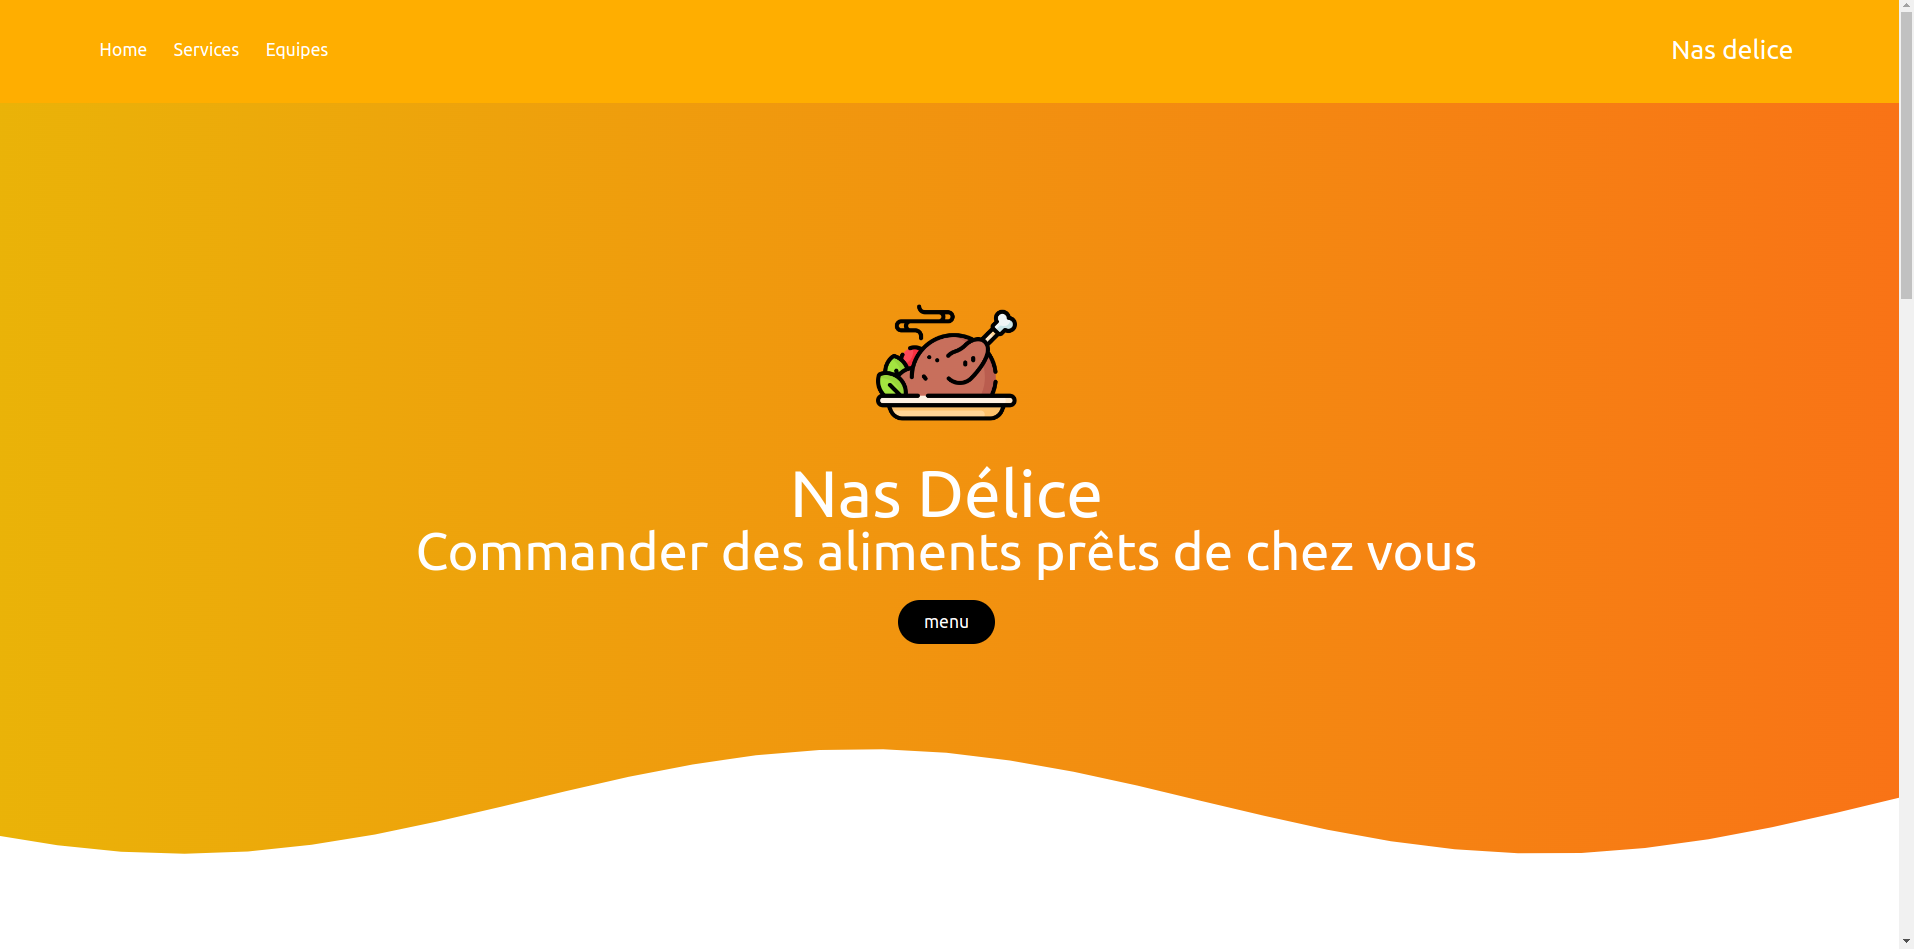 Home Services Equipes Nas delice
Nas Délice
Commander des aliments prêts de chez vous
menu